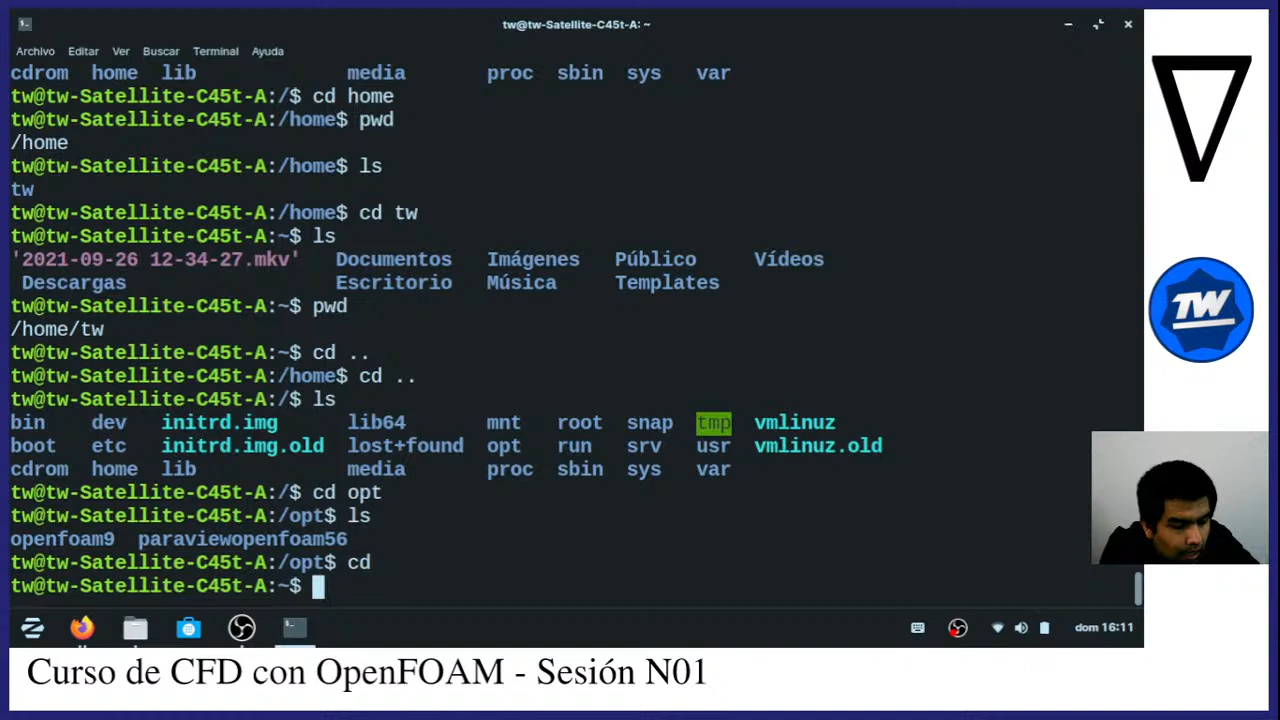 tw@tw-Satellite-C45t-A: ~
Archivo Editar Ver Buscar Terminal Ayuda
cdrom home lib media proc sbin sys var
tw@tw-Satellite-C45t-A:/$ cd home
tw@tw-Satellite-C45t-A:/home$ pwd
/home
tw@tw-Satellite-C45t-A:/home$ ls
tw
tw@tw-Satellite-C45t-A:/home$ cd tw
tw@tw-Satellite-C45t-A:~$ ls
'2021-09-26 12-34-27.mkv' Documentos Imágenes Público Vídeos
Descargas Escritorio Música Templates
tw@tw-Satellite-C45t-A:~$ pwd
/home/tw
tw@tw-Satellite-C45t-A:~$ cd ..
tw@tw-Satellite-C45t-A:/home$ cd ..
tw@tw-Satellite-C45t-A:/$ ls
bin dev initrd.img lib64 mnt root snap tmp vmlinuz
boot etc initrd.img.old lost+found opt run srv usr vmlinuz.old
cdrom home lib media proc sbin sys var
tw@tw-Satellite-C45t-A:/$ cd opt
tw@tw-Satellite-C45t-A:/opt$ ls
openfoam9 paraviewopenfoam56
tw@tw-Satellite-C45t-A:/opt$ cd
tw@tw-Satellite-C45t-A:~$
dom 16:11
TW
Curso de CFD con OpenFOAM - Sesión N01